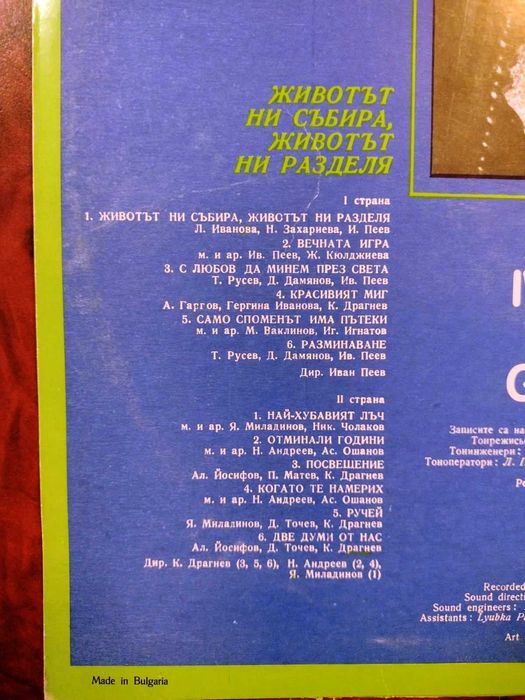 ЖИВОТЪТ
НИ СЪБИРА,
ЖИВОТЪТ
НИ РАЗДЕЛЯ
I страна
1. ЖИВОТЪТ НИ СЪБИРА, ЖИВОТЪТ НИ РАЗДЕЛЯ
Л. Иванова, Н. Захариева, И. Пеев
2. ВЕЧНАТА ИГРА
м. и ар. Ив. Пеев, Ж. Кюлджиева
3. С ЛЮБОВ ДА МИНЕМ ПРЕЗ СВЕТА
Т. Русев, Д. Дамянов, Ив. Пеев
4. КРАСИВИЯТ МИГ
А. Гаргов, Гергина Иванова, К. Драгнев
5. САМО СПОМЕНЪТ ИМА ПЪТЕКИ
м. и ар. М. Ваклинов, Иг. Игнатов
6. РАЗМИНАВАНЕ
Т. Русев, Д. Дамянов, Ив. Пеев
Дир. Иван Пеев
II страна
1. НАЙ-ХУБАВИЯТ ЛЪЧ
м. и ар. Я. Миладинов, Ник. Чолаков
2. ОТМИНАЛИ ГОДИНИ
м. и ар. Н. Андреев, Ас. Ошанов
3. ПОСВЕЩЕНИЕ
Ал. Йосифов, П. Матев, К. Драгнев
4. КОГАТО ТЕ НАМЕРИХ
м. и ар. Н. Андреев, Ас. Ошанов
5. РУЧЕЙ
Я. Миладинов, Д. Точев, К. Драгнев
6. ДВЕ ДУМИ ОТ НАС
Ал. Йосифов, Д. Точев, К. Драгнев
Дир. К. Драгнев (3, 5, 6), Н. Андреев (2, 4),
Я. Миладинов (1)
Записите са на
Тонрежисьо
Тонинженери:
Тоноператори: Л. П
Ре
Recorded
Sound directi
Sound engineers:
Assistants: Lyubka Pa
Art
Made in Bulgaria